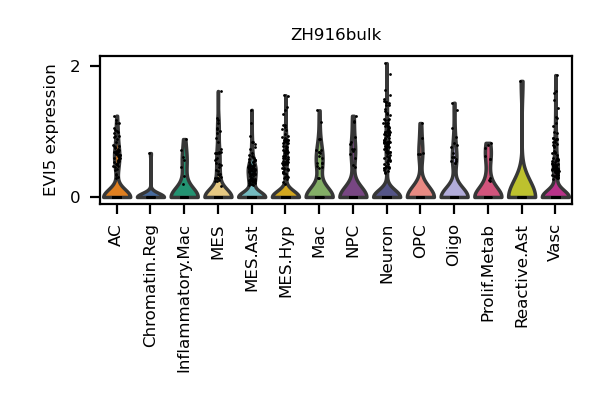 ZH916bulk
EVI5 expression
2
0
AC
Chromatin.Reg
Inflammatory.Mac
MES
MES.Ast
MES.Hyp
Mac
NPC
Neuron
OPC
Oligo
Prolif.Metab
Reactive.Ast
Vasc